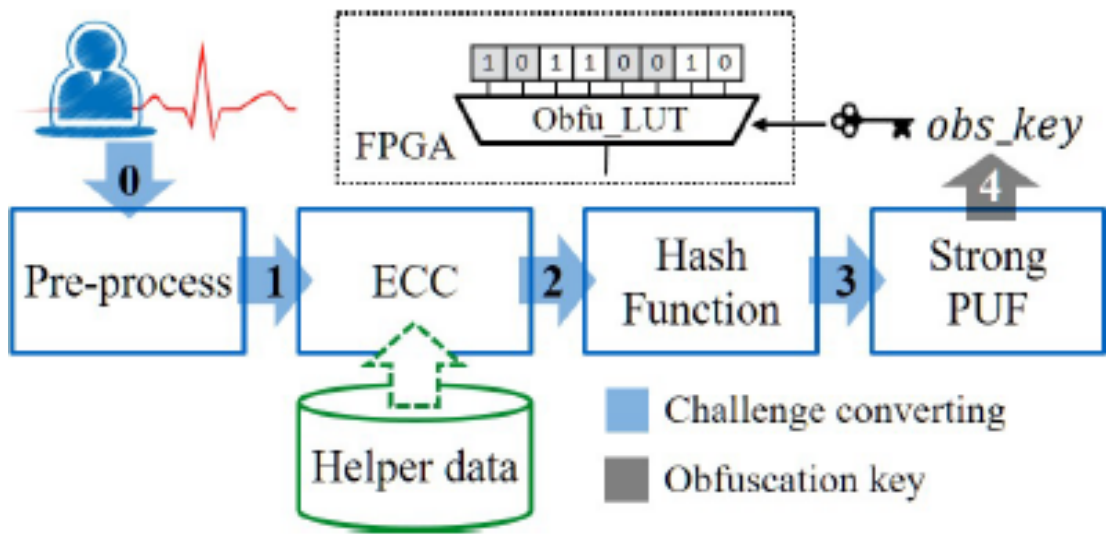 1 0 1 1 0 0 1 0
Obfu_LUT
FPGA
obs_key
0
4
Pre-process
1
ECC
2
Hash
Function
3
Strong
PUF
Helper data
Challenge converting
Obfuscation key